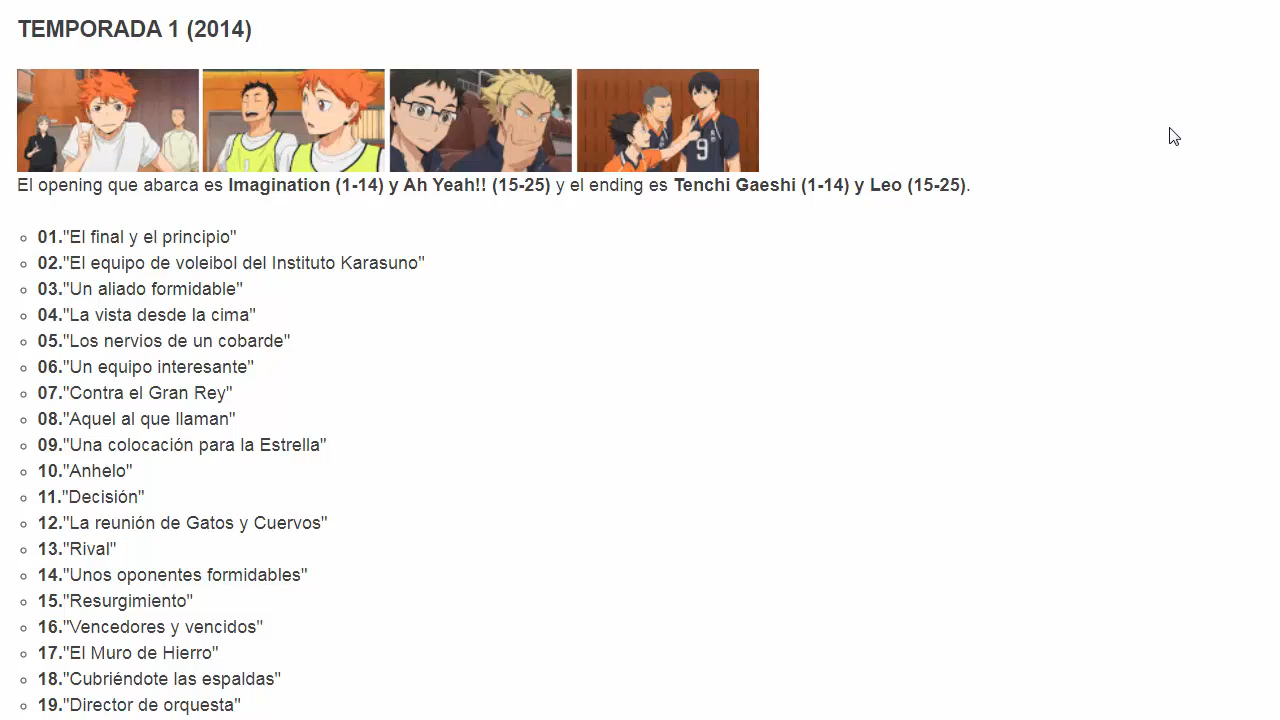 TEMPORADA 1 (2014)
9
El opening que abarca es Imagination (1-14) y Ah Yeah!! (15-25) y el ending es Tenchi Gaeshi (1-14) y Leo (15-25).
01."El final y el principio"
02."El equipo de voleibol del Instituto Karasuno"
03."Un aliado formidable"
04."La vista desde la cima"
05."Los nervios de un cobarde"
06."Un equipo interesante"
07."Contra el Gran Rey"
08."Aquel al que llaman"
09."Una colocación para la Estrella"
10."Anhelo"
11."Decisión"
12."La reunión de Gatos y Cuervos"
13."Rival"
14."Unos oponentes formidables"
15."Resurgimiento"
16."Vencedores y vencidos"
17."El Muro de Hierro"
18."Cubriéndote las espaldas"
19."Director de orquesta"